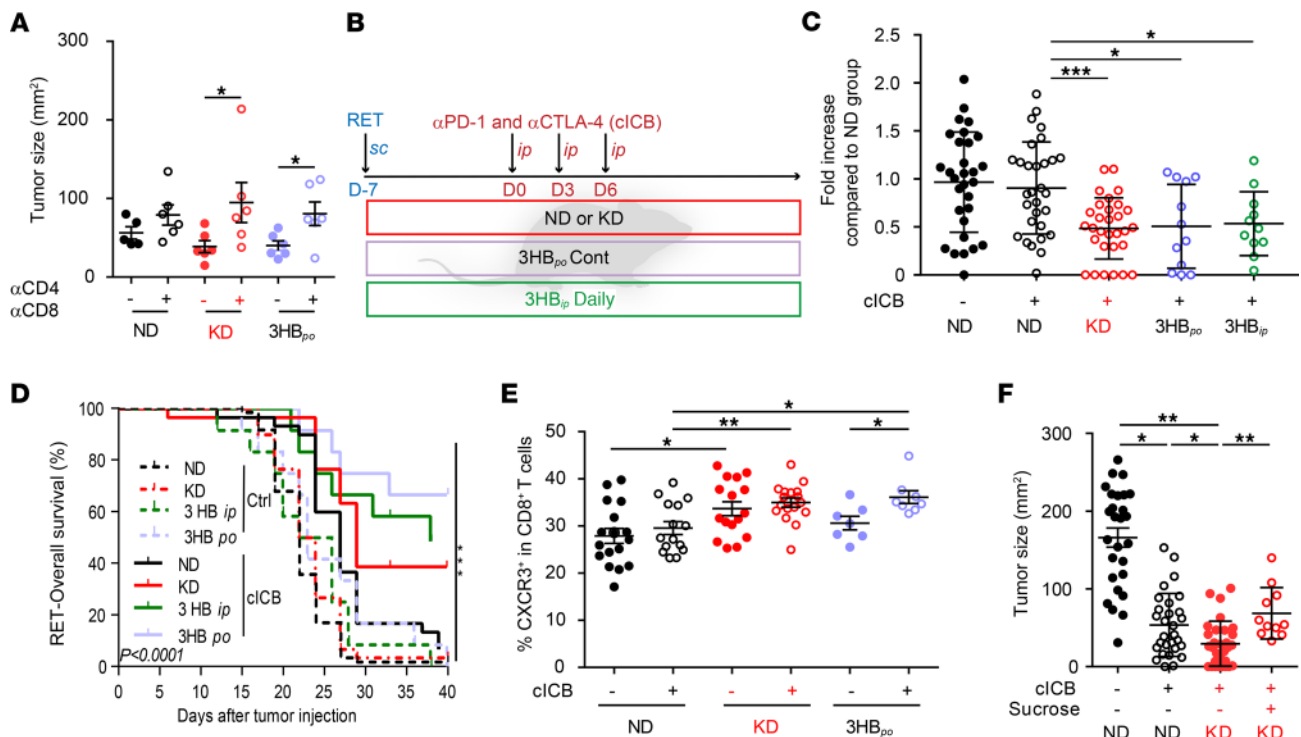 A
Tumor size (mm²)
300
200
100
0
*
*
αCD4
αCD8
- + - + - +
ND KD 3HBpo
B
RET
sc
αPD-1 and αCTLA-4 (cICB)
ip ip ip
D-7 D0 D3 D6
ND or KD
3HBpo Cont
3HBip Daily
C
Fold increase
compared to ND group
2.5
2.0
1.5
1.0
0.5
0
*
*
***
cICB - + + + +
ND ND KD 3HBpo 3HBip
D
RET-Overall survival (%)
100
80
60
40
20
0
ND
KD
3 HB ip
3HB po
Ctrl
ND
KD
3 HB ip
3HB po
cICB
***
P<0.0001
0 5 10 15 20 25 30 35 40
Days after tumor injection
E
% CXCR3⁺ in CD8⁺ T cells
50
40
30
20
10
0
*
**
*
*
cICB - + - + - +
ND KD 3HBpo
F
Tumor size (mm²)
300
200
100
0
**
* * **
cICB - + + +
Sucrose - - - +
ND ND KD KD